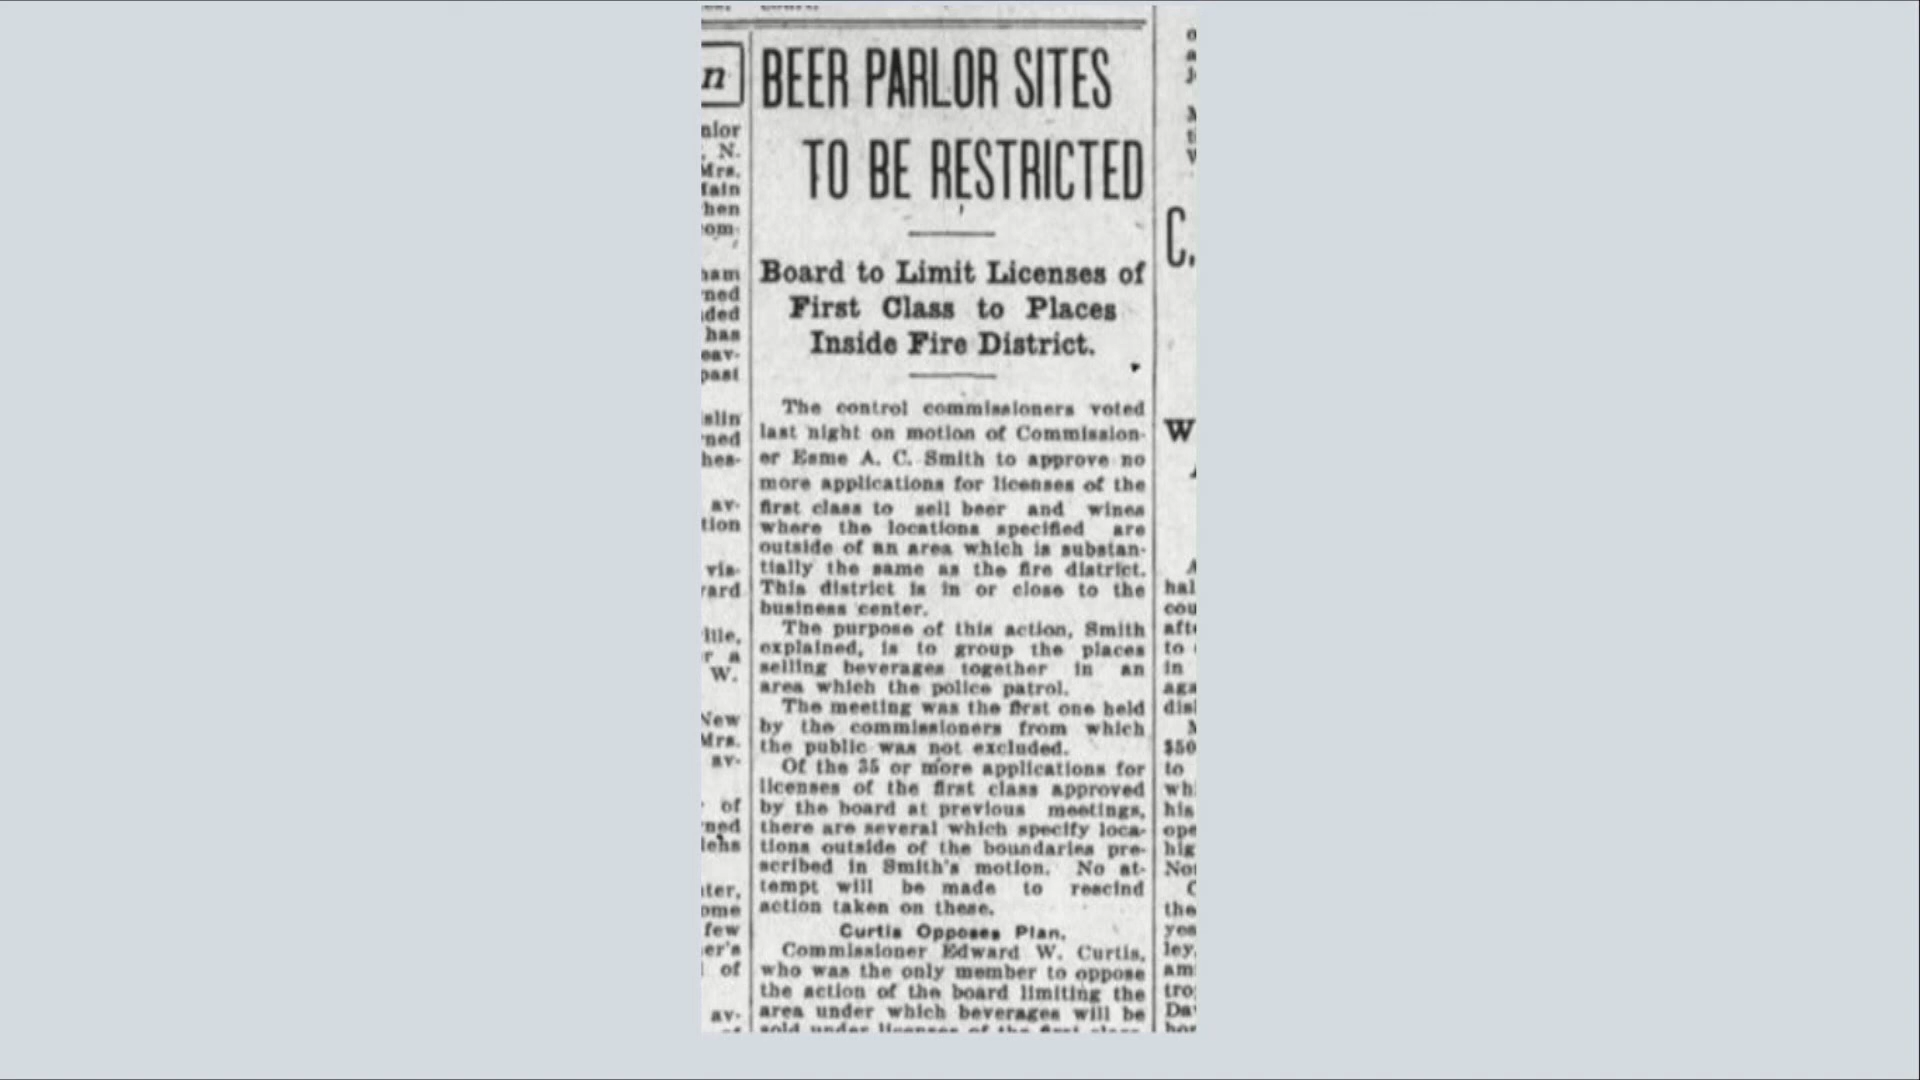 BEER PARLOR SITES
TO BE RESTRICTED
Board to Limit Licenses of
First Class to Places
Inside Fire District.
The control commissioners voted
last night on motion of Commission-
er Esme A. C. Smith to approve no
more applications for licenses of the
first class to sell beer and wines
where the locations specified are
outside of an area which is substan-
tially the same as the fire district.
This district is in or close to the
business center.
The purpose of this action, Smith
explained, is to group the places
selling beverages together in an
area which the police patrol.
The meeting was the first one held
by the commissioners from which
the public was not excluded.
Of the 35 or more applications for
licenses of the first class approved
by the board at previous meetings,
there are several which specify loca-
tions outside of the boundaries pre-
scribed in Smith's motion. No at-
tempt will be made to rescind
action taken on these.
Curtis Opposes Plan.
Commissioner Edward W. Curtis,
who was the only member to oppose
the action of the board limiting the
area under which beverages will be
sold under licenses of the first class